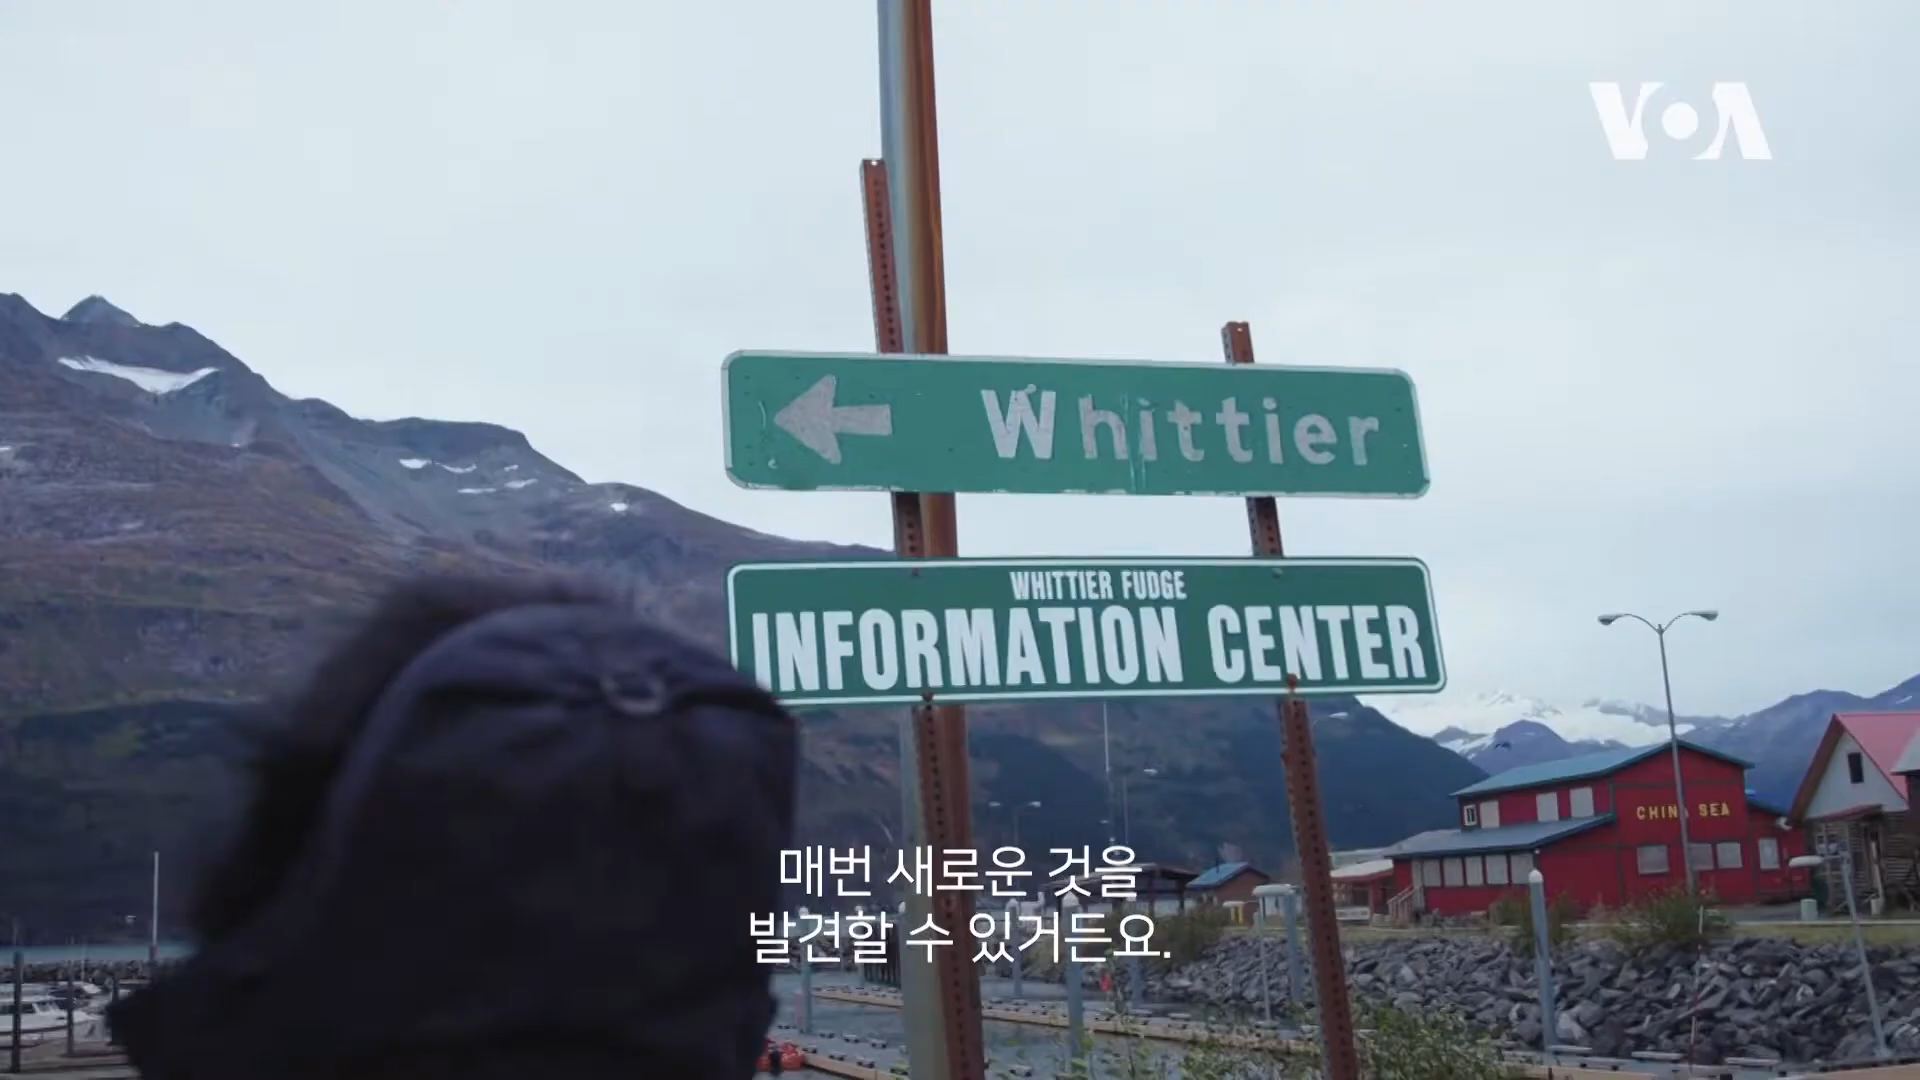 VOA
Whittier
WHITTIER FUDGE
INFORMATION CENTER
CHINA SEA
매번 새로운 것을
발견할 수 있거든요.